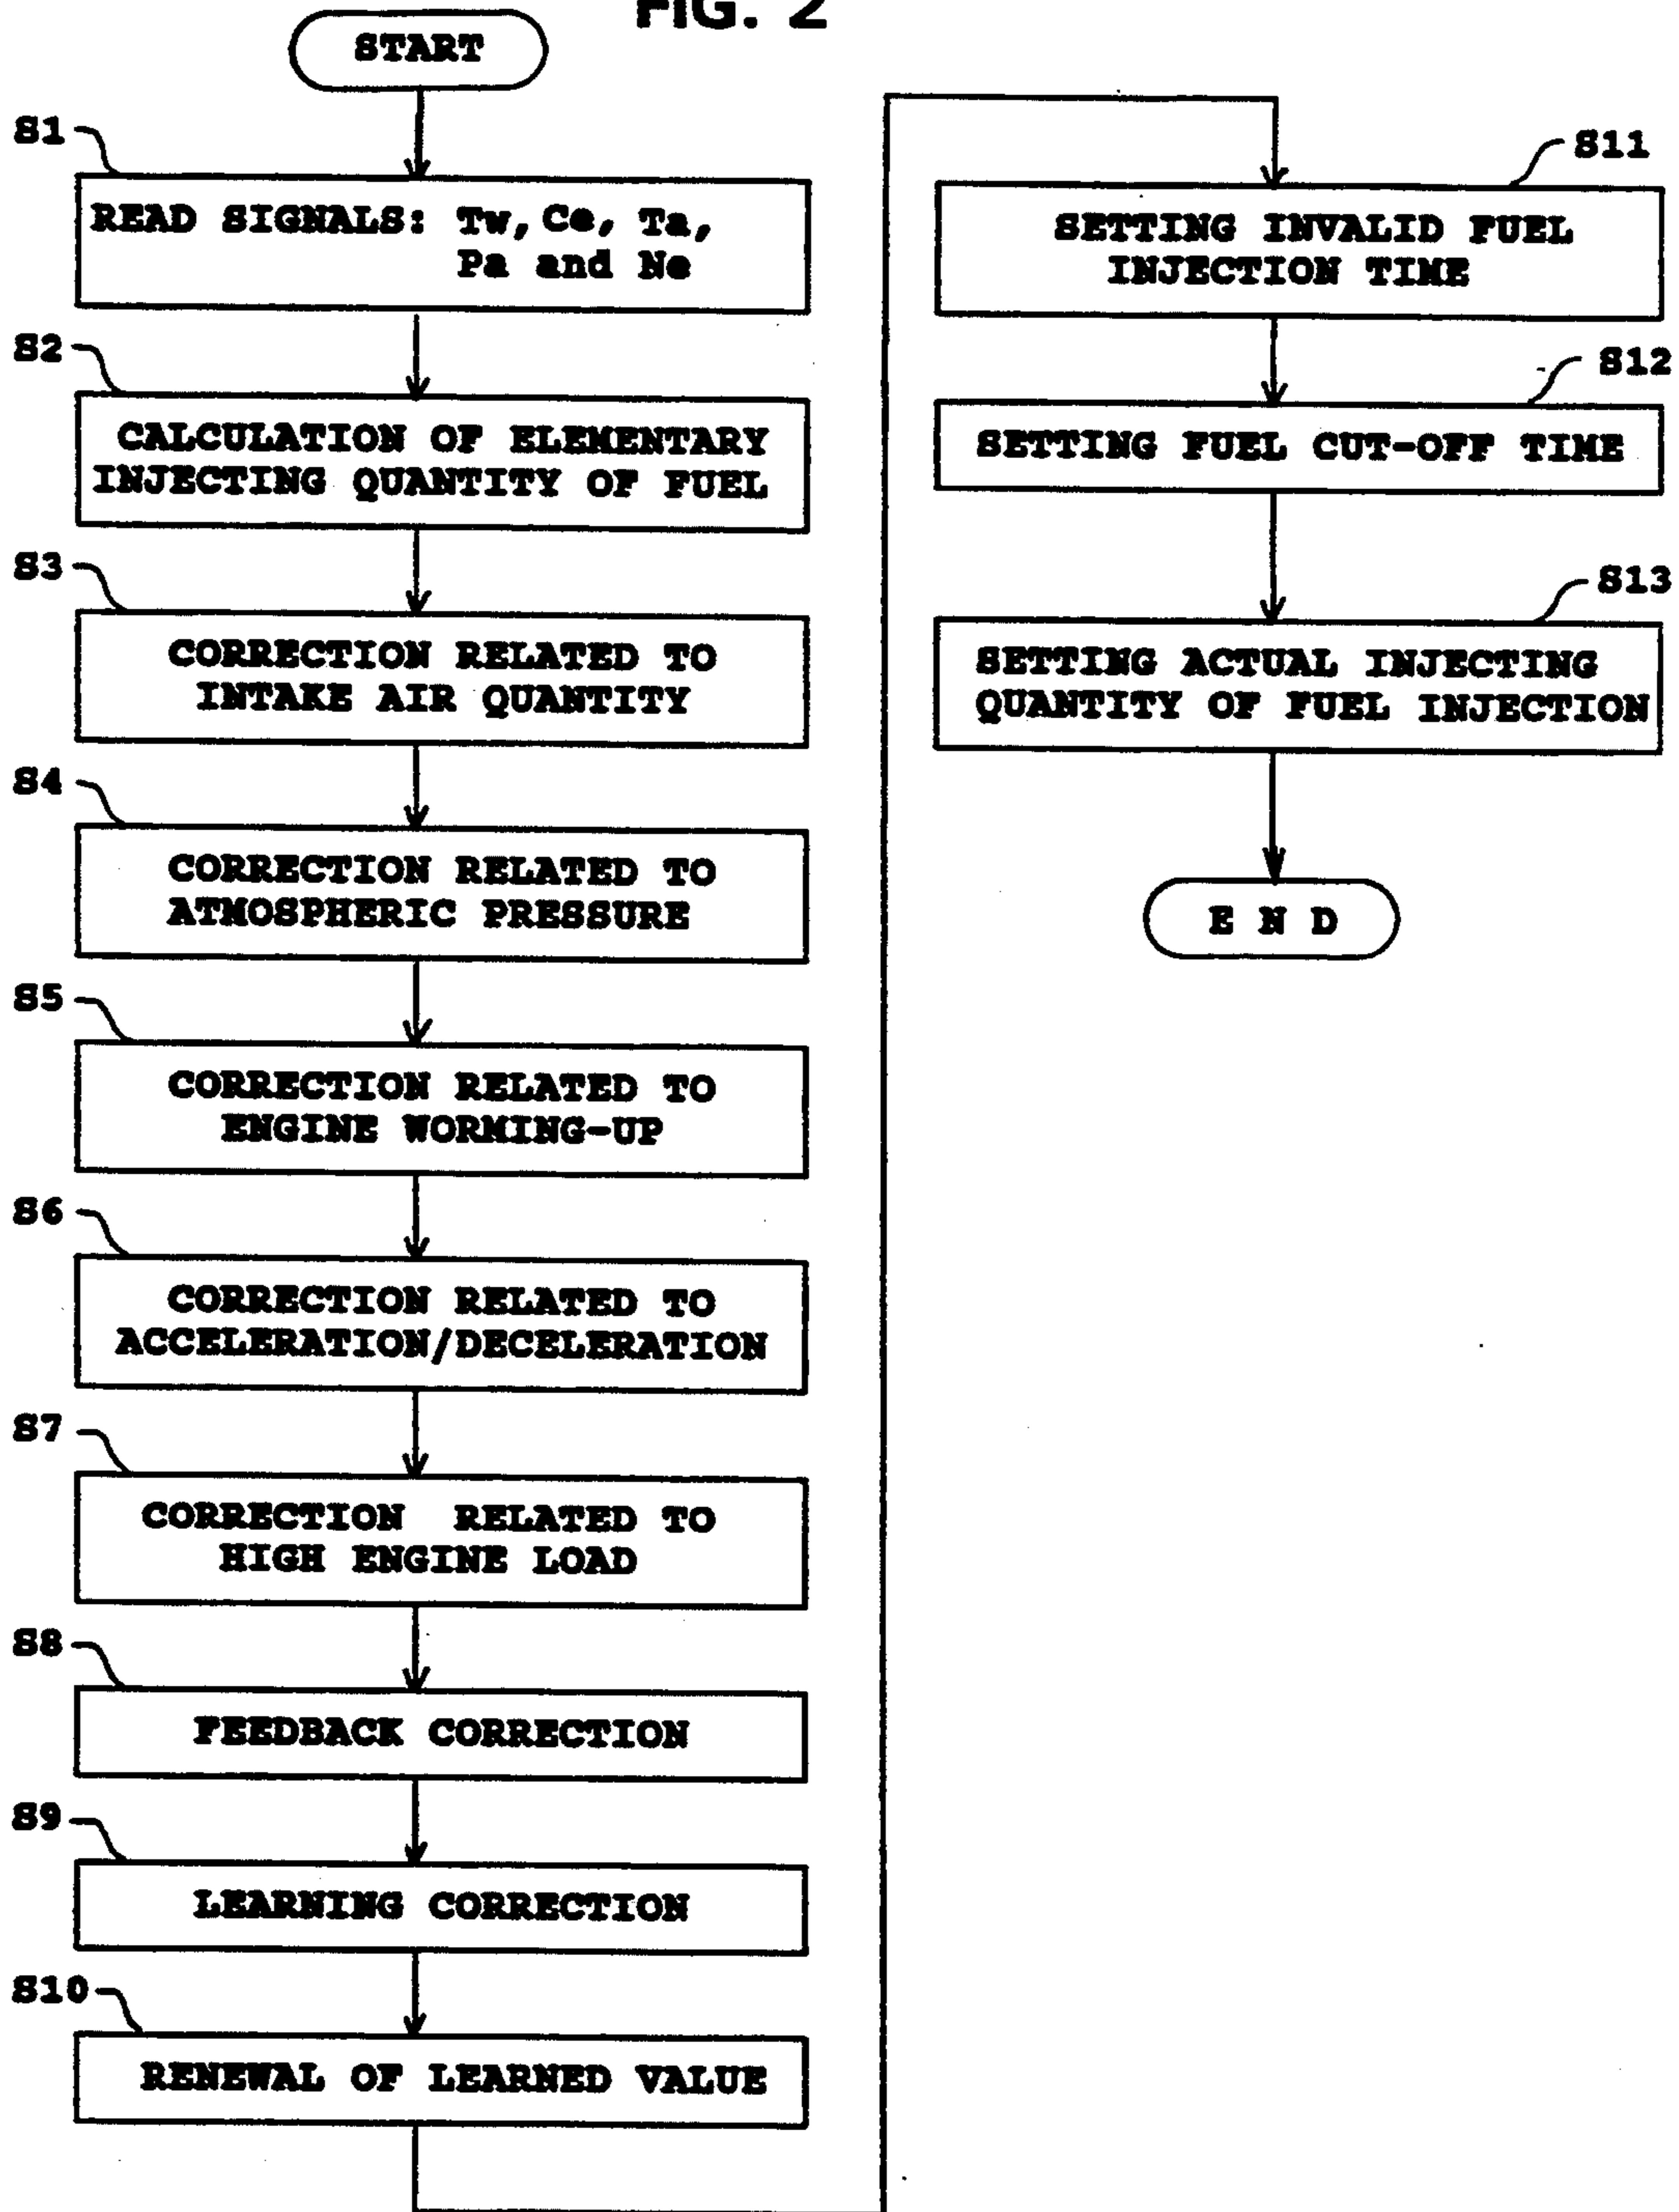 FIG. 2
START
S1
READ SIGNALS: Tw, Ce, Ta,
Pa and Ne
S2
CALCULATION OF ELEMENTARY
INJECTING QUANTITY OF FUEL
S3
CORRECTION RELATED TO
INTAKE AIR QUANTITY
S4
CORRECTION RELATED TO
ATMOSPHERIC PRESSURE
S5
CORRECTION RELATED TO
ENGINE WORMING-UP
S6
CORRECTION RELATED TO
ACCELERATION/DECELERATION
S7
CORRECTION RELATED TO
HIGH ENGINE LOAD
S8
FEEDBACK CORRECTION
S9
LEARNING CORRECTION
S10
RENEWAL OF LEARNED VALUE
S11
SETTING INVALID FUEL
INJECTION TIME
S12
SETTING FUEL CUT-OFF TIME
S13
SETTING ACTUAL INJECTING
QUANTITY OF FUEL INJECTION
E N D